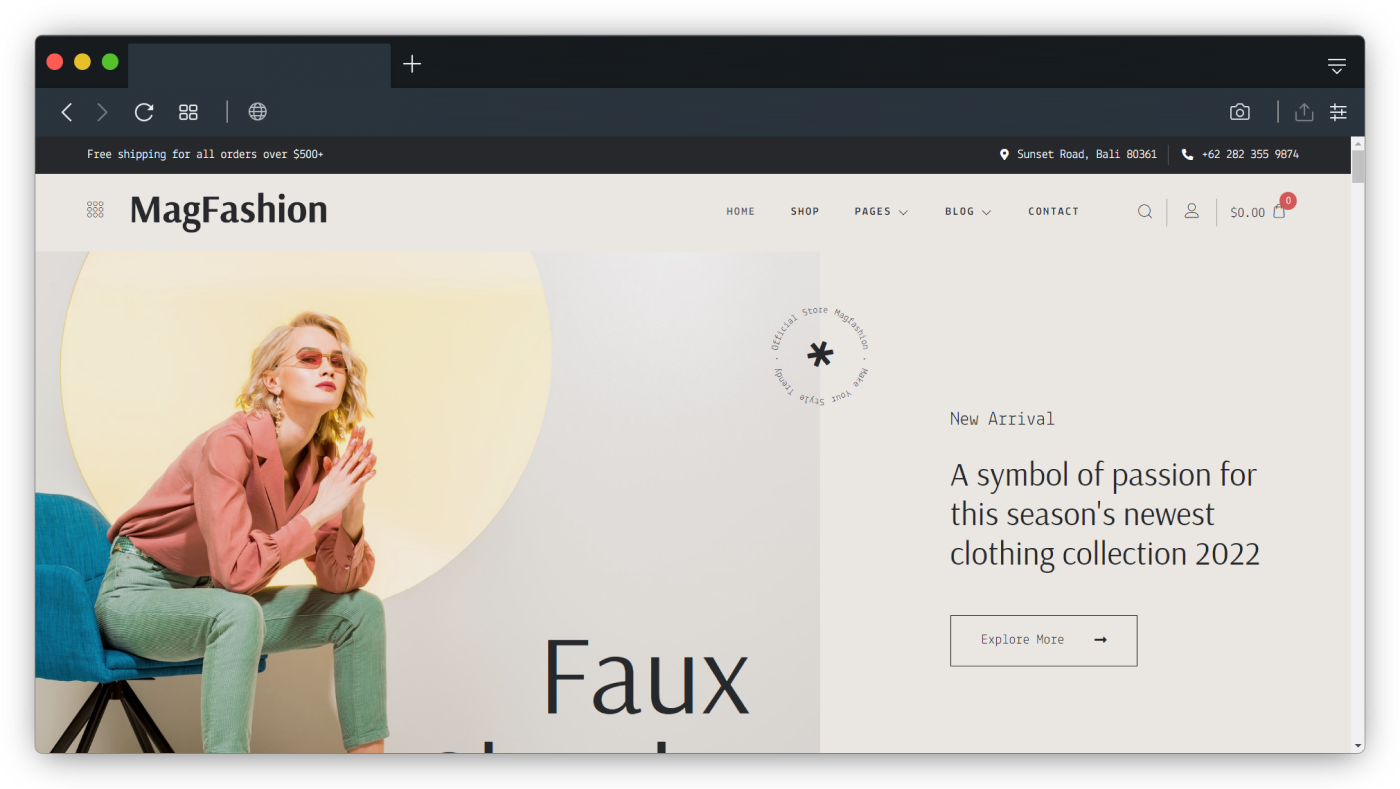 Free shipping for all orders over $500+
Sunset Road, Bali 80361
+62 282 355 9874
MagFashion
HOME
SHOP
PAGES
BLOG
CONTACT
$0.00
0
Official Store Magfashion · Make Your Style Trendy ·
New Arrival
A symbol of passion for
this season's newest
clothing collection 2022
Explore More
Faux